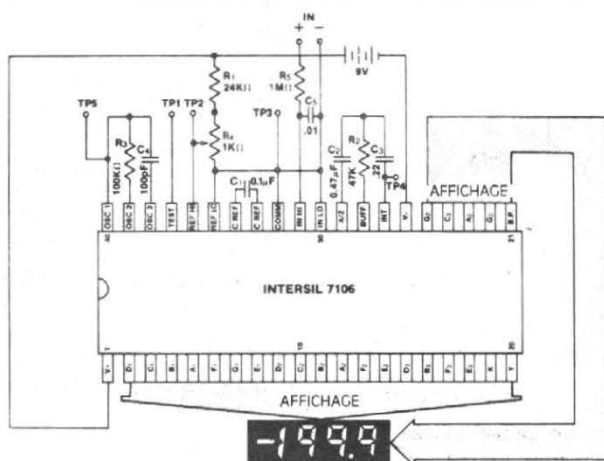 IN
+ −
9V
R1
24KΩ
R5
1MΩ
TP5
TP1
TP2
R4
1KΩ
TP3
C5
.01
R3
100KΩ
C4
100pF
C1
0.1µF
C2
0.47µF
R2
47K
C3
.22
TP4
AFFICHAGE
OSC 1
OSC 2
OSC 3
TEST
REF HI
REF LO
C REF
C REF
COMM
IN HI
IN LO
A/Z
BUFF
INT
V-
G2
C3
A3
G3
B.P.
40
30
21
INTERSIL 7106
1
10
20
V+
D1
C1
B1
A1
F1
G1
E1
D2
C2
B2
A2
F2
E2
D3
B3
F3
E3
AFFICHAGE
-199.9